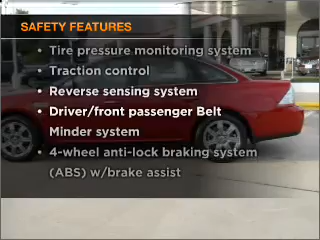 SAFETY FEATURES
• Tire pressure monitoring system
• Traction control
• Reverse sensing system
• Driver/front passenger Belt
Minder system
• 4-wheel anti-lock braking system
(ABS) w/brake assist